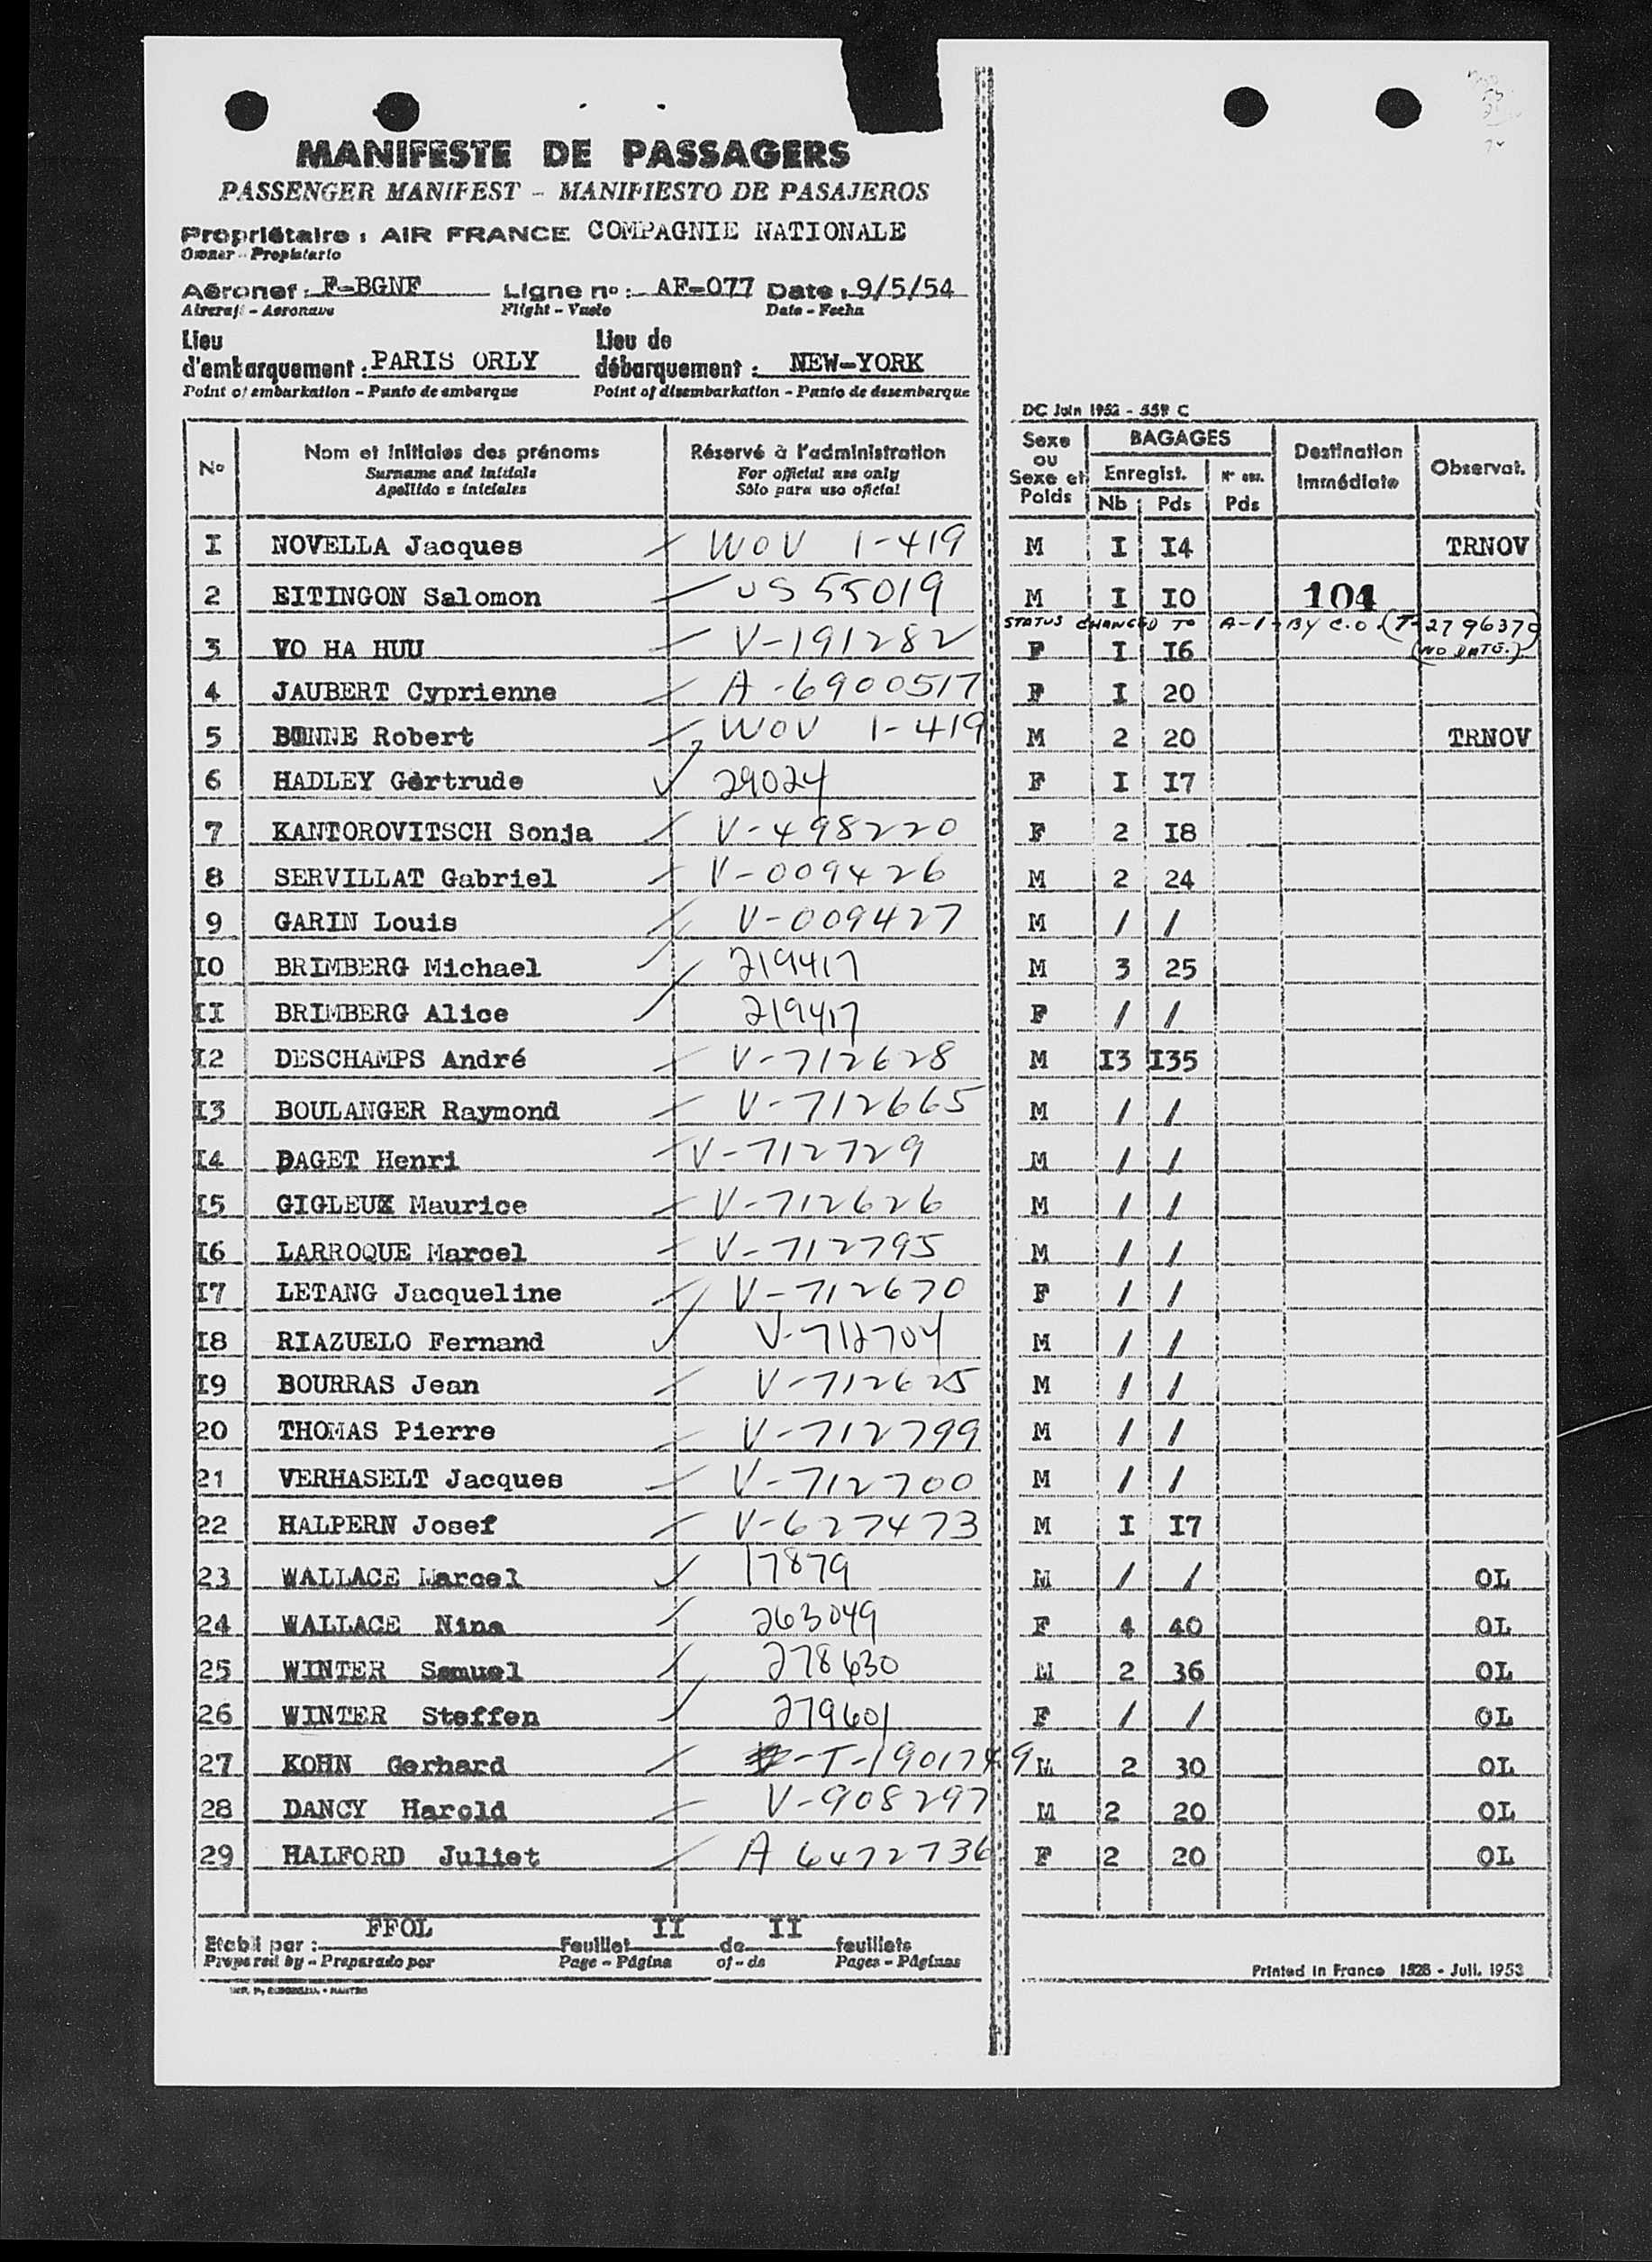 MANIFESTE DE PASSAGERS
PASSENGER MANIFEST - MANIFIESTO DE PASAJEROS
Propriétaire : AIR FRANCE COMPAGNIE NATIONALE
Owner - Propietario
Aéronef : F-BGNF Ligne no : AF-077 Date : 9/5/54
Aircraft - Aeronave Flight - Vuelo Date - Fecha
Lieu d'embarquement : PARIS ORLY Lieu de débarquement : NEW-YORK
Point of embarkation - Punto de embarque Point of disembarkation - Punto de desembarque
DC Juin 1952 - 559 C
No Nom et initiales des prénoms Réservé à l'administration Sexe ou Sexe et Poids BAGAGES Destination Immédiate Observat.
Surname and initials For official use only Enregist.
Apellido e iniciales Sólo para uso oficial Nb Pds Pds
I NOVELLA Jacques WOV 1-419 M I I4 TRNOV
2 EITINGON Salomon US 55019 M I I0 104
STATUS CHANGED TO A-1 - BY C.O. (T-2796379
3 VO HA HUU V-191282 F I I6
4 JAUBERT Cyprienne A-6900517 F I 20
5 Robert WOV 1-419 M 2 20 TRNOV
6 HADLEY Gertrude 29024 F I I7
7 KANTOROVITSCH Sonja V-498220 F 2 I8
8 SERVILLAT Gabriel V-009426 M 2 24
9 GARIN Louis V-009427 M / /
I0 BRIMBERG Michael 219417 M 3 25
II BRIMBERG Alice 219417 F / /
I2 DESCHAMPS André V-712628 M I3 I35
I3 BOULANGER Raymond V-712665 M / /
I4 DAGET Henri V-712729 M / /
I5 GIGLEUX Maurice V-712626 M / /
I6 LARROQUE Marcel V-712795 M / /
I7 LETANG Jacqueline V-712670 F / /
I8 RIAZUELO Fernand V-712704 M / /
I9 BOURRAS Jean V-712625 M / /
20 THOMAS Pierre V-712799 M / /
21 VERHASELT Jacques V-712700 M / /
22 HALPERN Josef V-627473 M I I7
23 WALLACE Marcel 17879 M / / OL
24 WALLACE Nina 263049 F 4 40 OL
25 WINTER Samuel 278630 M 2 36 OL
26 WINTER Steffen 279601 F / / OL
27 KOHN Gerhard T-1901749 M 2 30 OL
28 DANCY Harold V-908297 M 2 20 OL
29 HALFORD Juliet A 6472736 F 2 20 OL
Etabli par : FFOL Feuillet II de II feuillets
Prepared by - Preparado por Page - Página of - de Pages - Páginas
Printed in France 1528 - Juil. 1953